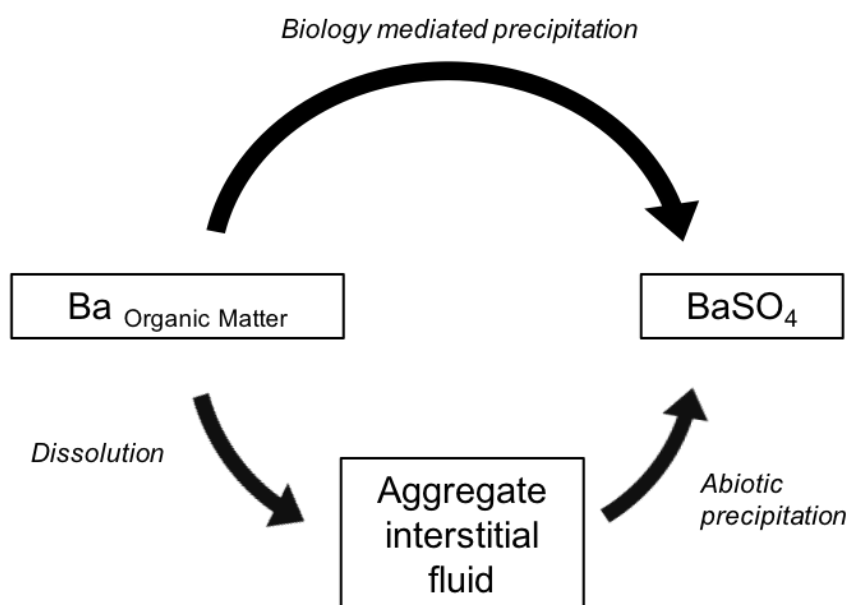 Biology mediated precipitation
Ba Organic Matter
BaSO₄
Dissolution
Aggregate
interstitial
fluid
Abiotic
precipitation